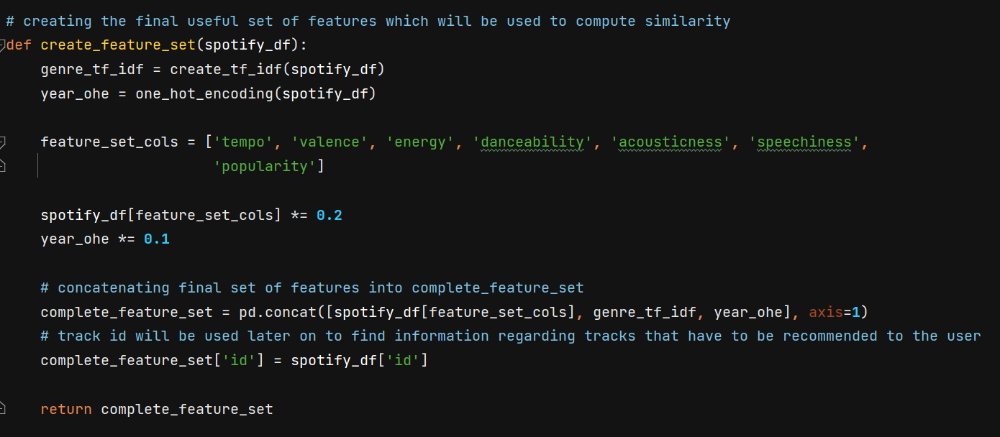 # creating the final useful set of features which will be used to compute similarity
def create_feature_set(spotify_df):
    genre_tf_idf = create_tf_idf(spotify_df)
    year_ohe = one_hot_encoding(spotify_df)

    feature_set_cols = ['tempo', 'valence', 'energy', 'danceability', 'acousticness', 'speechiness',
                        'popularity']

    spotify_df[feature_set_cols] *= 0.2
    year_ohe *= 0.1

    # concatenating final set of features into complete_feature_set
    complete_feature_set = pd.concat([spotify_df[feature_set_cols], genre_tf_idf, year_ohe], axis=1)
    # track id will be used later on to find information regarding tracks that have to be recommended to the user
    complete_feature_set['id'] = spotify_df['id']

    return complete_feature_set